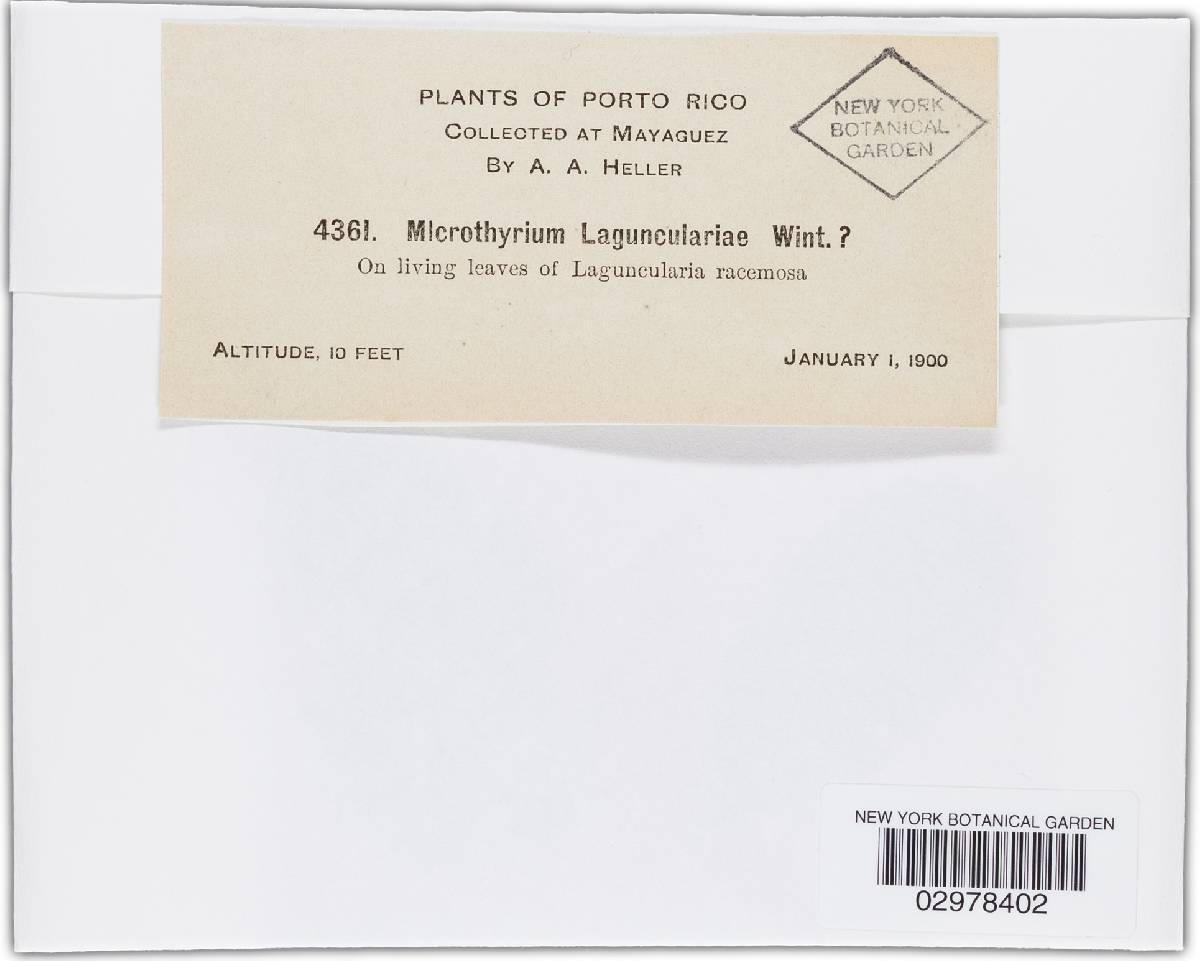 PLANTS OF PORTO RICO
COLLECTED AT MAYAGUEZ
BY A. A. HELLER
NEW YORK
BOTANICAL
GARDEN
4361. Microthyrium Laguncularide Wint. ?
On living leaves of Laguncularia racemosa
ALTITUDE, 10 FEET
JANUARY 1, 1900
NEW YORK BOTANICAL GARDEN
02978402